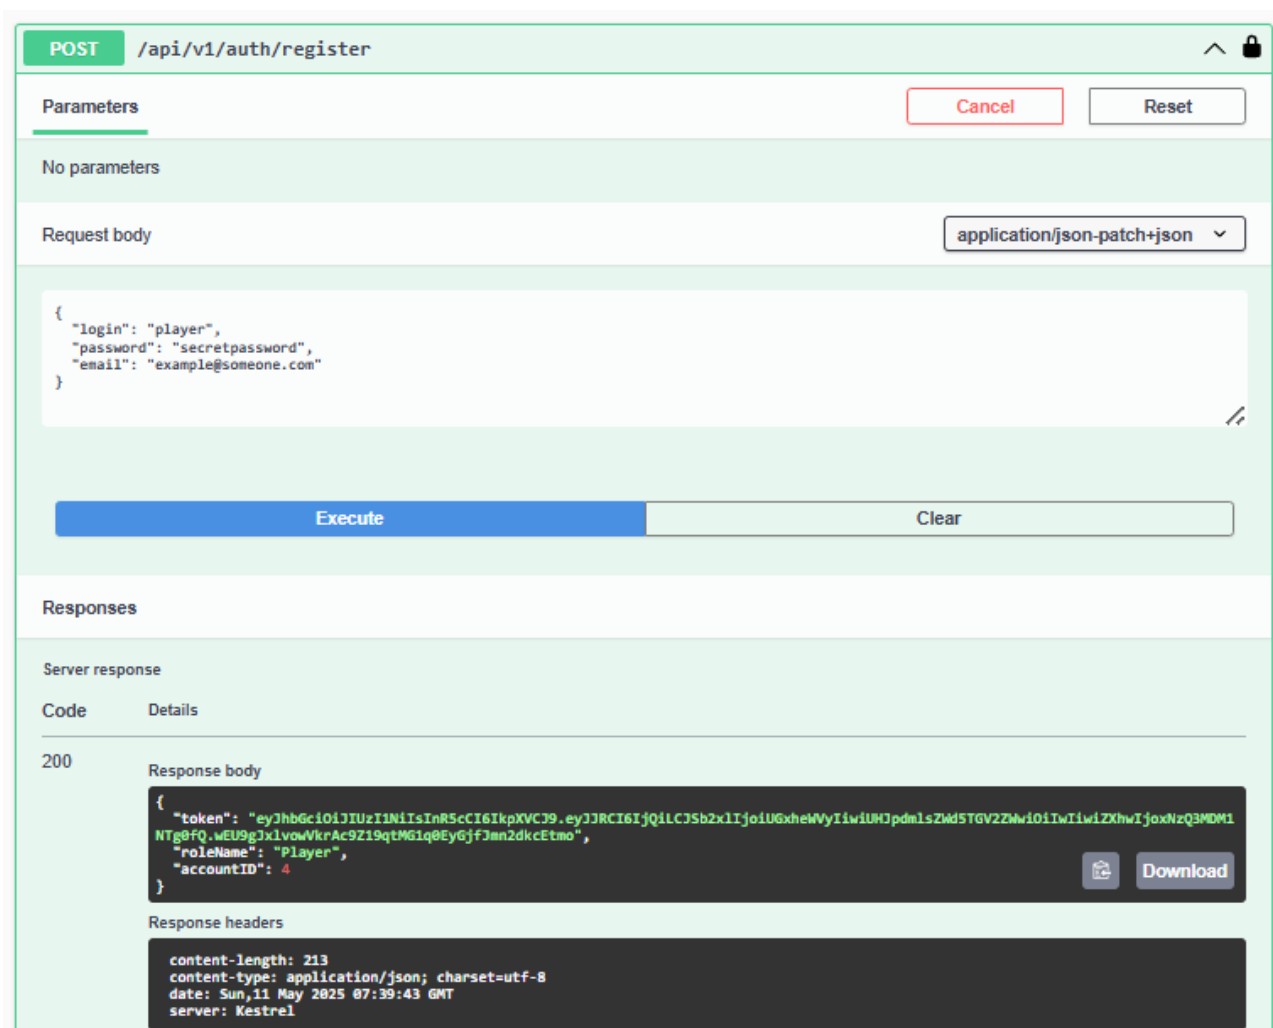 POST /api/v1/auth/register
Parameters
Cancel
Reset
No parameters
Request body
application/json-patch+json
{
"login": "player",
"password": "secretpassword",
"email": "example@someone.com"
}
Execute
Clear
Responses
Server response
Code Details
200
Response body
{
"token": "eyJhbGciOiJIUzI1NiIsInR5cCI6IkpXVCJ9.eyJJRCI6IjQiLCJSb2xlIjoiUGxheWVyIiwiUHJpdmlsZWd5TGV2ZWwiOiIwIiwiZXhwIjoxNzQ3MDM1
NTg0fQ.wEU9gJxlvowVkrAc9Z19qtMG1q0EyGjfJmn2dkcEtmo",
"roleName": "Player",
"accountID": 4
}
Download
Response headers
content-length: 213
content-type: application/json; charset=utf-8
date: Sun,11 May 2025 07:39:43 GMT
server: Kestrel